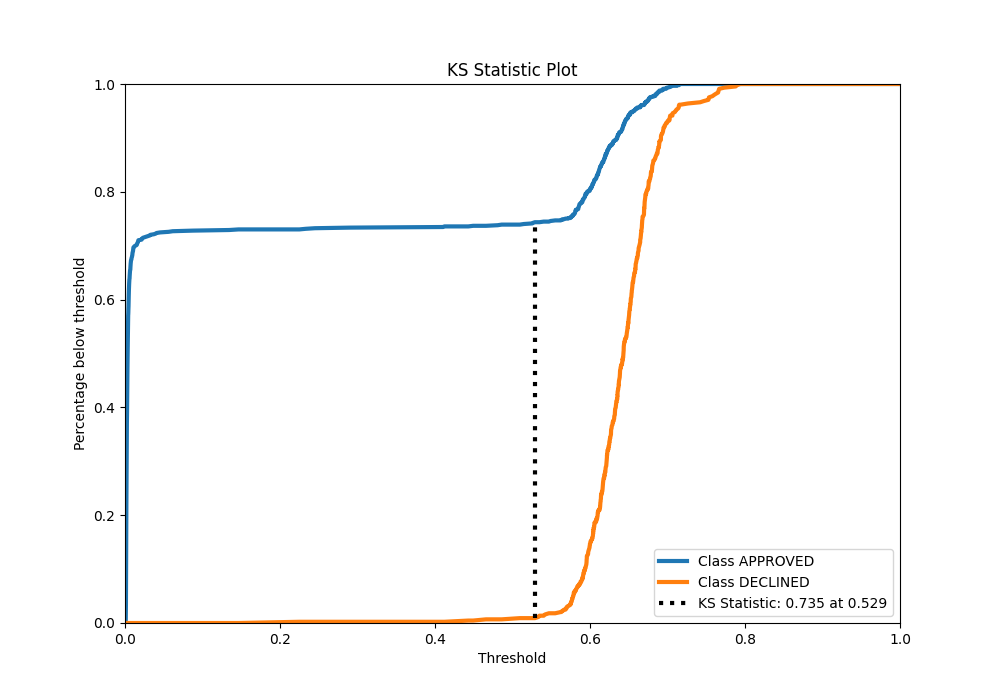 KS Statistic Plot
1.0
0.8
0.6
0.4
0.2
0.0
Percentage below threshold
0.0 0.2 0.4 0.6 0.8 1.0
Threshold
Class APPROVED
Class DECLINED
KS Statistic: 0.735 at 0.529